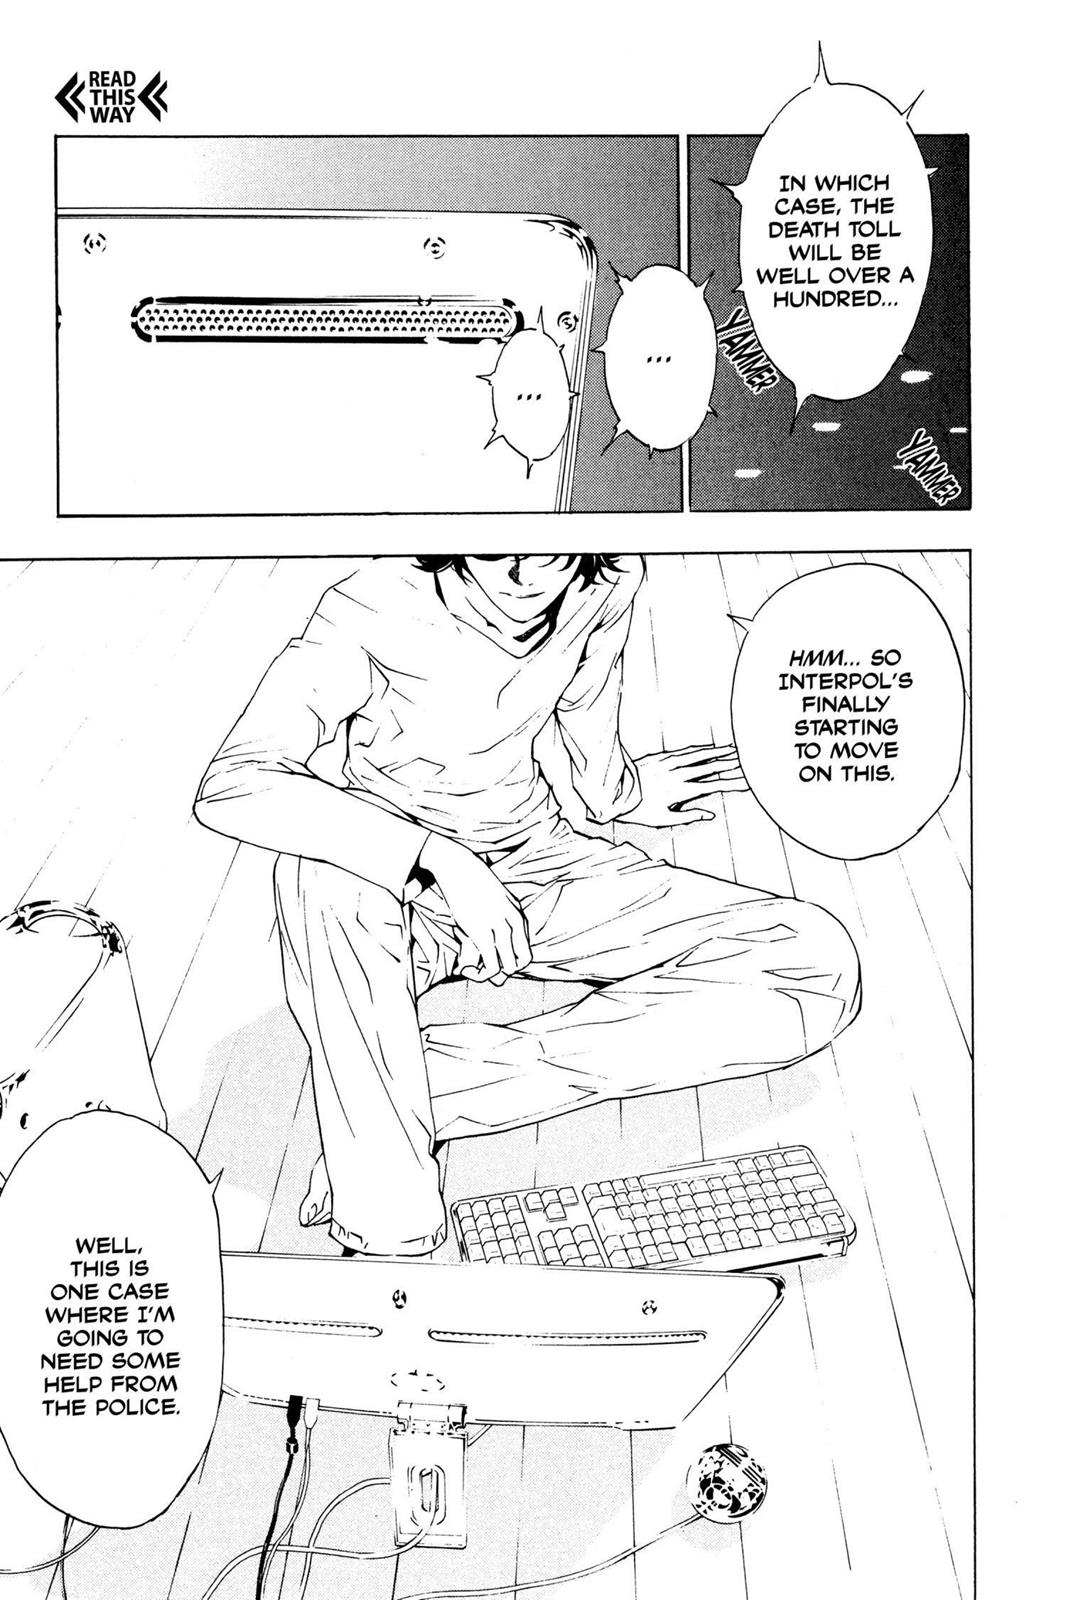 READ
THIS
WAY
IN WHICH
CASE, THE
DEATH TOLL
WILL BE
WELL OVER A
HUNDRED...
YAMMER
YAMMER
...
...
HMM... SO
INTERPOL'S
FINALLY
STARTING
TO MOVE
ON THIS.
WELL,
THIS IS
ONE CASE
WHERE I'M
GOING TO
NEED SOME
HELP FROM
THE POLICE.